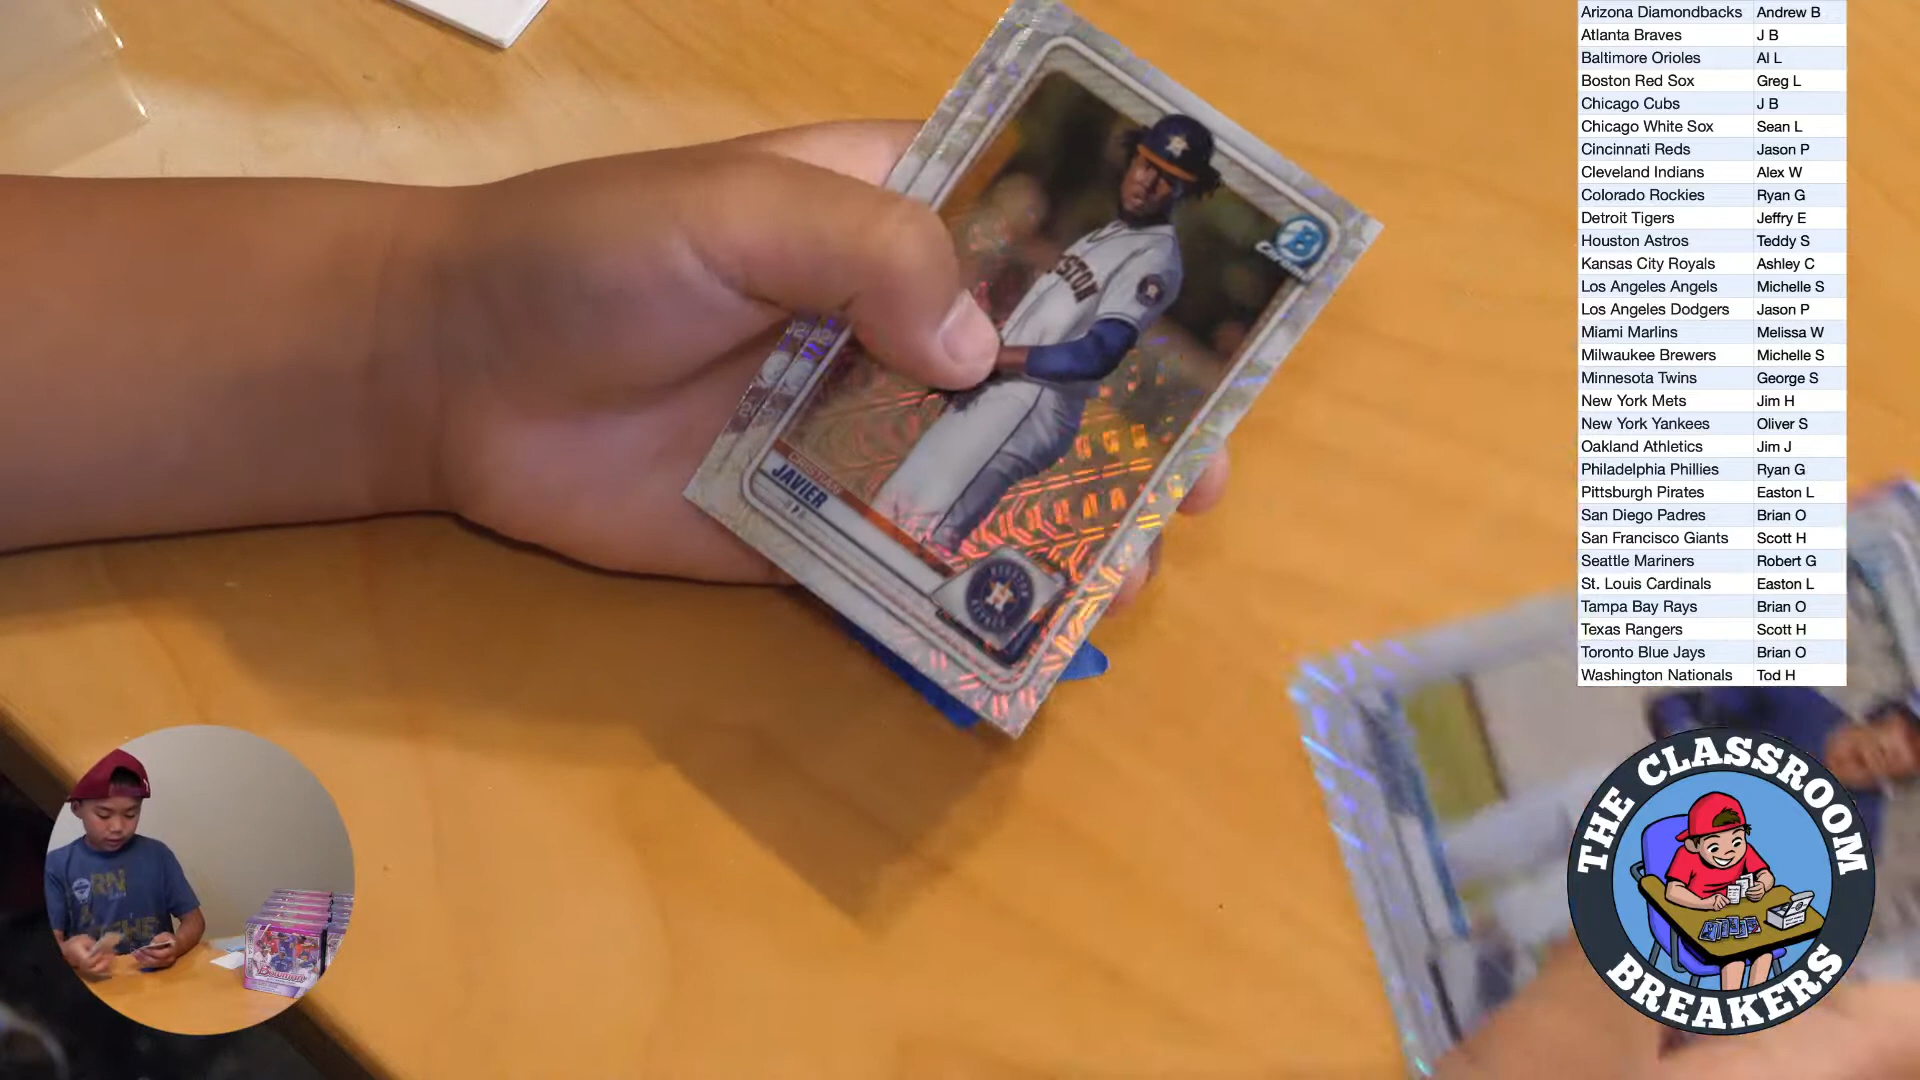 Arizona Diamondbacks Andrew B
Atlanta Braves J B
Baltimore Orioles Al L
Boston Red Sox Greg L
Chicago Cubs J B
Chicago White Sox Sean L
Cincinnati Reds Jason P
Cleveland Indians Alex W
Colorado Rockies Ryan G
Detroit Tigers Jeffry E
Houston Astros Teddy S
Kansas City Royals Ashley C
Los Angeles Angels Michelle S
Los Angeles Dodgers Jason P
Miami Marlins Melissa W
Milwaukee Brewers Michelle S
Minnesota Twins George S
New York Mets Jim H
New York Yankees Oliver S
Oakland Athletics Jim J
Philadelphia Phillies Ryan G
Pittsburgh Pirates Easton L
San Diego Padres Brian O
San Francisco Giants Scott H
Seattle Mariners Robert G
St. Louis Cardinals Easton L
Tampa Bay Rays Brian O
Texas Rangers Scott H
Toronto Blue Jays Brian O
Washington Nationals Tod H
B
CRISTIAN
JAVIER
Bowman
THE CLASSROOM
BREAKERS